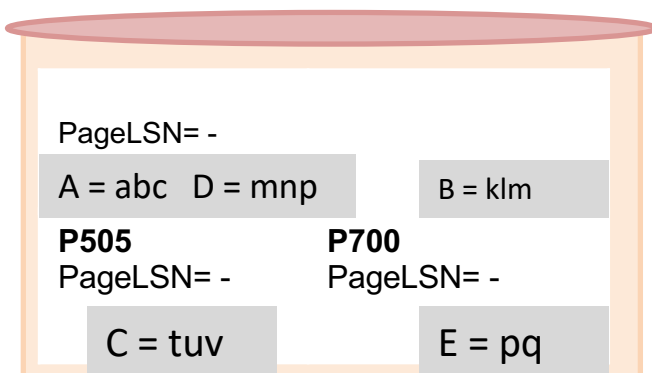 PageLSN= -
A = abc D = mnp B = klm
P505 P700
PageLSN= - PageLSN= -
C = tuv E = pq